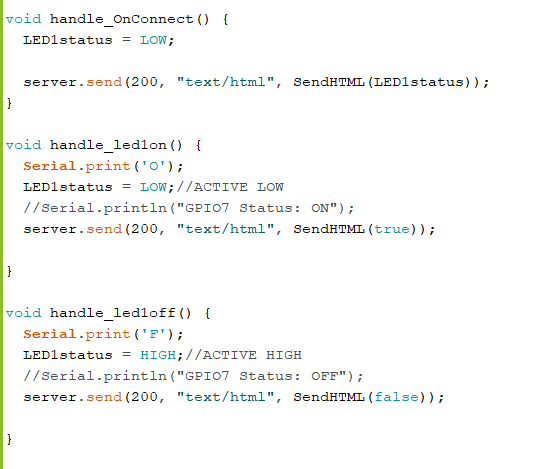 void handle_OnConnect() {
  LED1status = LOW;

  server.send(200, "text/html", SendHTML(LED1status));
}

void handle_led1on() {
  Serial.print('O');
  LED1status = LOW;//ACTIVE LOW
  //Serial.println("GPIO7 Status: ON");
  server.send(200, "text/html", SendHTML(true));

}

void handle_led1off() {
  Serial.print('F');
  LED1status = HIGH;//ACTIVE HIGH
  //Serial.println("GPIO7 Status: OFF");
  server.send(200, "text/html", SendHTML(false));

}